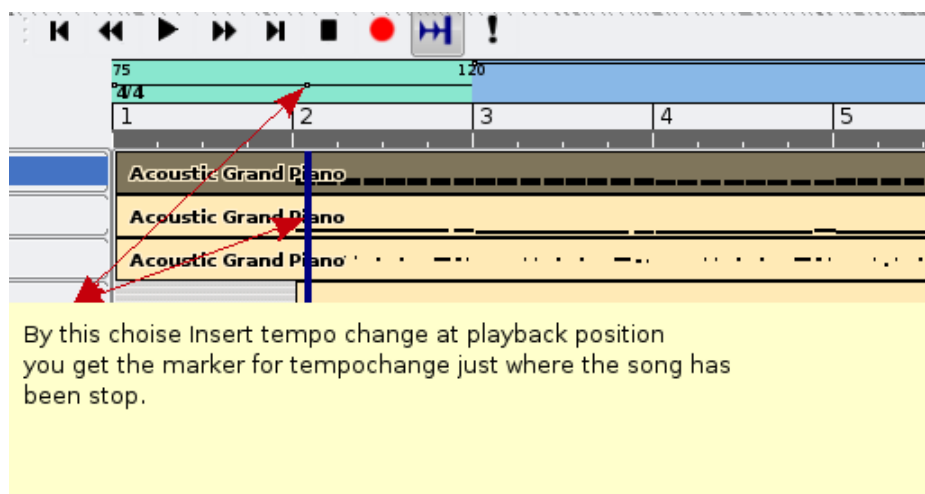 75 120
4/4
1 2 3 4 5
Acoustic Grand Piano
Acoustic Grand Piano
Acoustic Grand Piano
By this choise Insert tempo change at playback position
you get the marker for tempochange just where the song has
been stop.